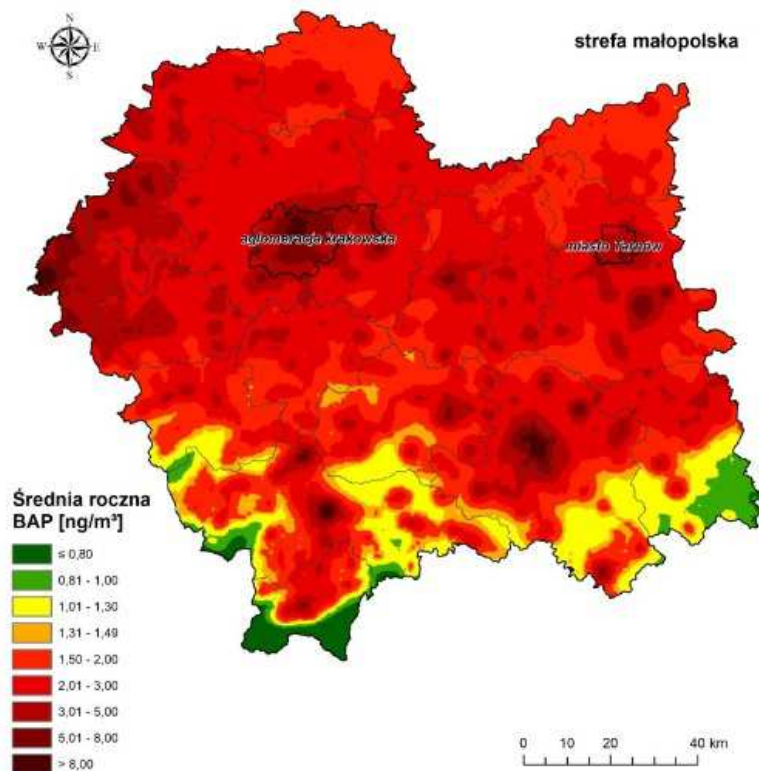 N
W E
S
strefa małopolska
aglomeracja krakowska
miasto Tarnów
Średnia roczna
BAP [ng/m³]
≤ 0,80
0,81 - 1,00
1,01 - 1,30
1,31 - 1,49
1,50 - 2,00
2,01 - 3,00
3,01 - 5,00
5,01 - 8,00
> 8,00
0 10 20 40 km